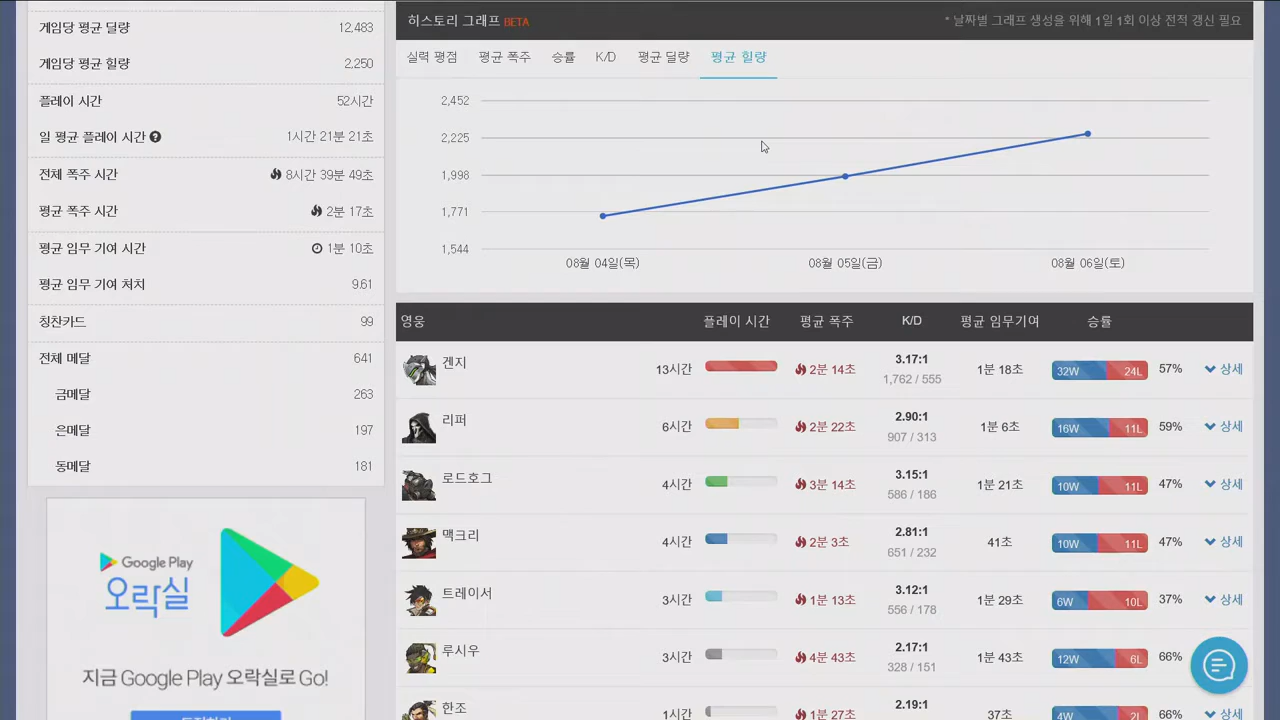 게임당 평균 딜량 12,483
게임당 평균 힐량 2,250
플레이 시간 52시간
일 평균 플레이 시간 1시간 21분 21초
전체 폭주 시간 8시간 39분 49초
평균 폭주 시간 2분 17초
평균 임무 기여 시간 1분 10초
평균 임무 기여 처치 9.61
칭찬카드 99
전체 메달 641
금메달 263
은메달 197
동메달 181
Google Play
오락실
지금 Google Play 오락실로 Go!
히스토리 그래프 BETA * 날짜별 그래프 생성을 위해 1일 1회 이상 전적 갱신 필요
실력 평점 평균 폭주 승률 K/D 평균 딜량 평균 힐량
2,452
2,225
1,998
1,771
1,544
08월 04일(목) 08월 05일(금) 08월 06일(토)
영웅 플레이 시간 평균 폭주 K/D 평균 임무기여 승률
겐지 13시간 2분 14초 3.17:1 1,762 / 555 1분 18초 32W 24L 57% 상세
리퍼 6시간 2분 22초 2.90:1 907 / 313 1분 6초 16W 11L 59% 상세
로드호그 4시간 3분 14초 3.15:1 586 / 186 1분 21초 10W 11L 47% 상세
맥크리 4시간 2분 3초 2.81:1 651 / 232 41초 10W 11L 47% 상세
트레이서 3시간 1분 13초 3.12:1 556 / 178 1분 29초 6W 10L 37% 상세
루시우 3시간 4분 43초 2.17:1 328 / 151 1분 43초 12W 6L 66% 상세
한조 1시간 1분 27초 2.19:1 37초 4W 2L 66% 상세